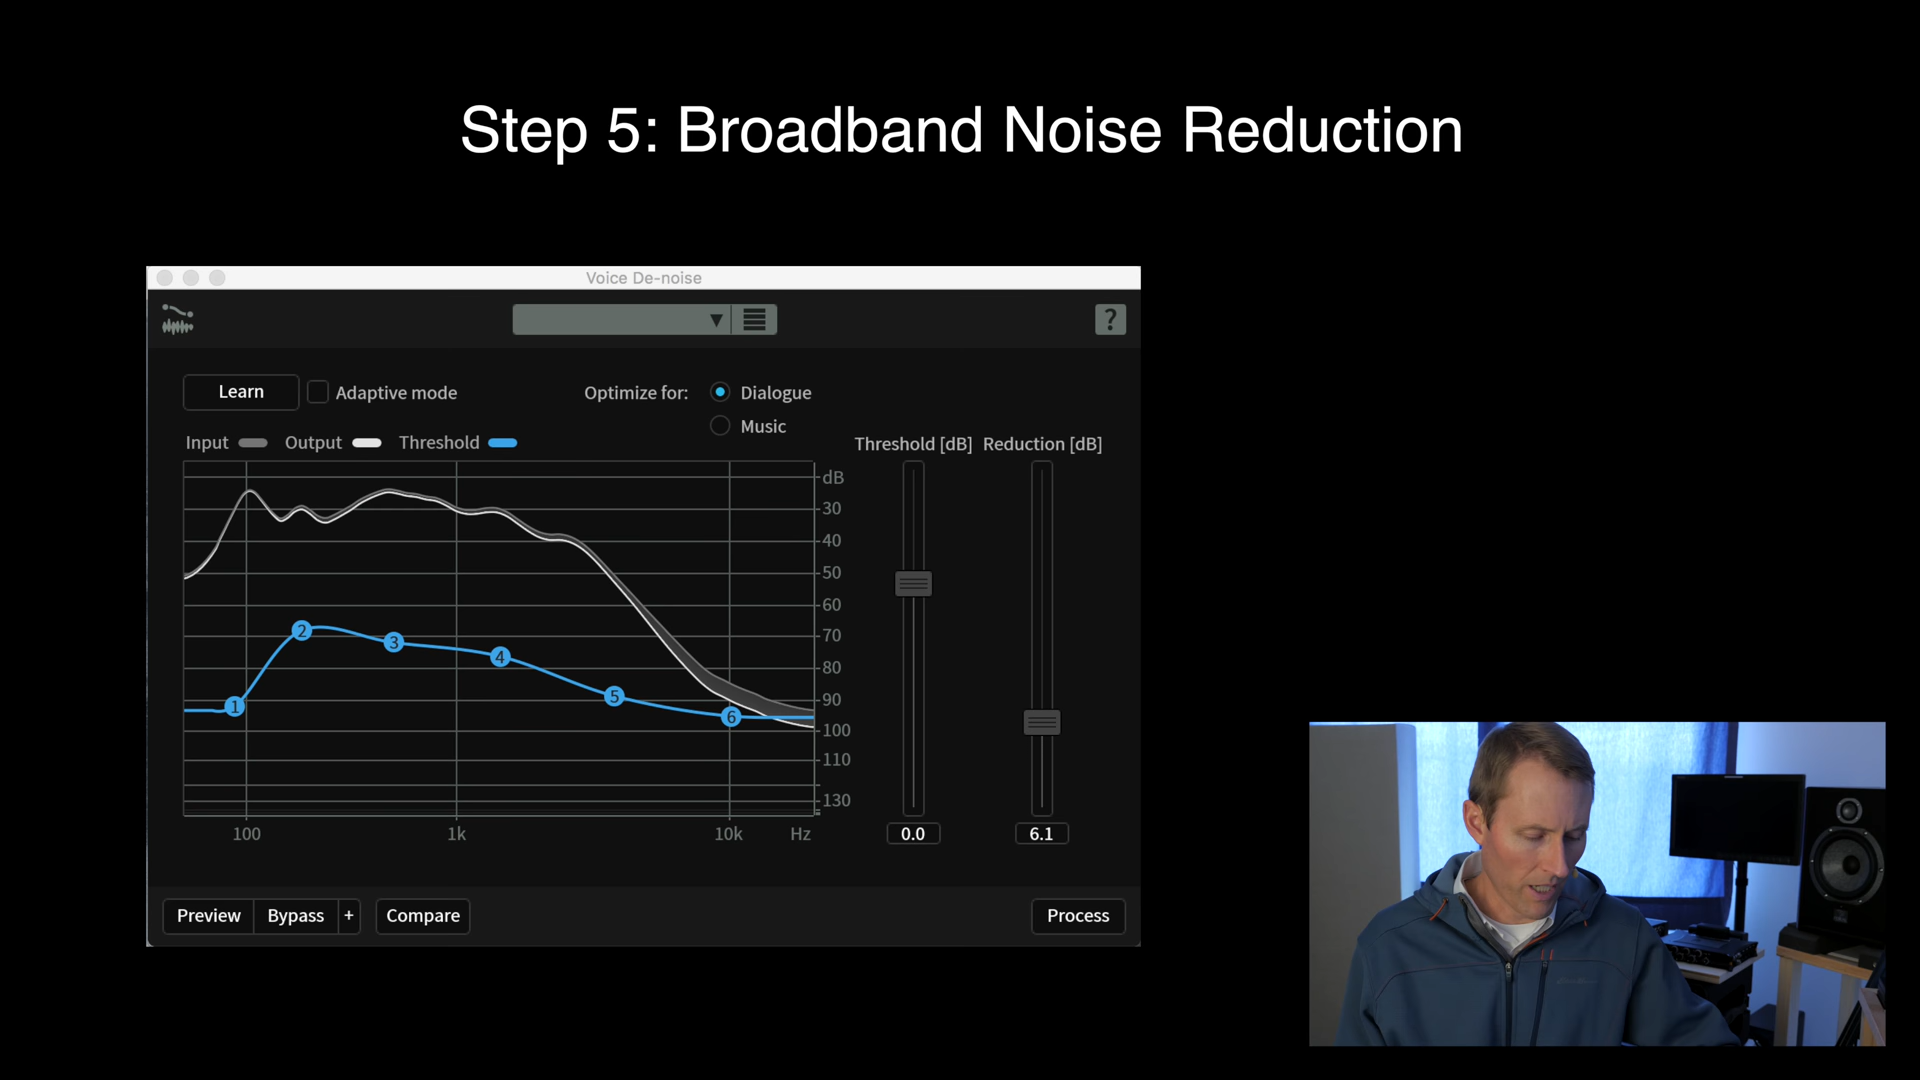 Step 5: Broadband Noise Reduction
Voice De-noise
?
Learn
Adaptive mode
Optimize for:
Dialogue
Music
Input
Output
Threshold
Threshold [dB]
Reduction [dB]
dB
30
40
50
60
70
80
90
100
110
130
1
2
3
4
5
6
100
1k
10k
Hz
0.0
6.1
Preview
Bypass
+
Compare
Process